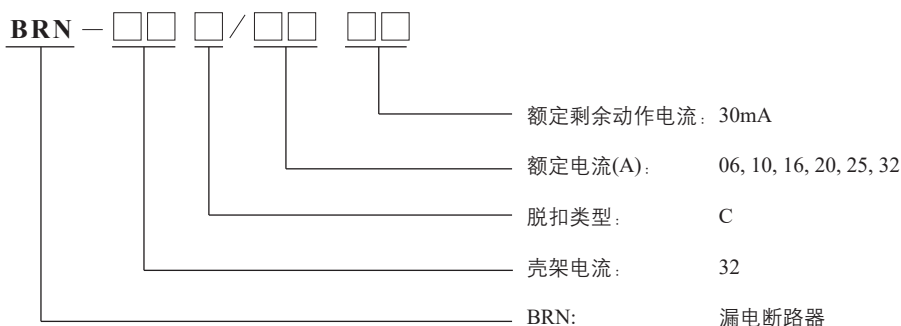 BRN－□□ □/□□ □□
额定剩余动作电流： 30mA
额定电流(A)： 06, 10, 16, 20, 25, 32
脱扣类型： C
壳架电流： 32
BRN: 漏电断路器